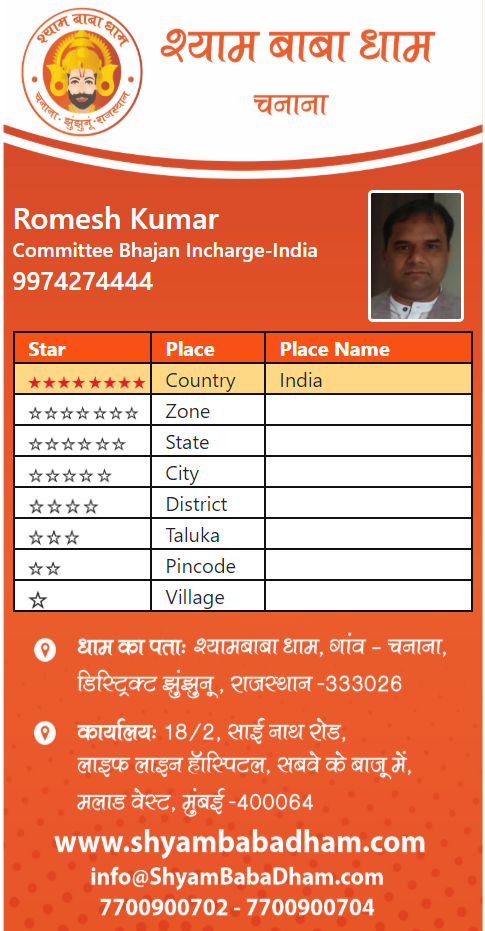 श्याम बाबा धाम
चनाना · झुंझुनूं · राजस्थान
श्याम बाबा धाम
चनाना
Romesh Kumar
Committee Bhajan Incharge-India
9974274444
Star Place Place Name
★★★★★★★★ Country India
☆☆☆☆☆☆☆ Zone
☆☆☆☆☆☆ State
☆☆☆☆☆ City
☆☆☆☆ District
☆☆☆ Taluka
☆☆ Pincode
☆ Village
धाम का पताः श्यामबाबा धाम, गांव - चनाना,
डिस्ट्रिक्ट झुंझुनू , राजस्थान -333026
कार्यालयः 18/2, साई नाथ रोड,
लाइफ लाइन हॉस्पिटल, सबवे के बाजू में,
मलाड वेस्ट, मुंबई -400064
www.shyambabadham.com
info@ShyamBabaDham.com
7700900702 - 7700900704